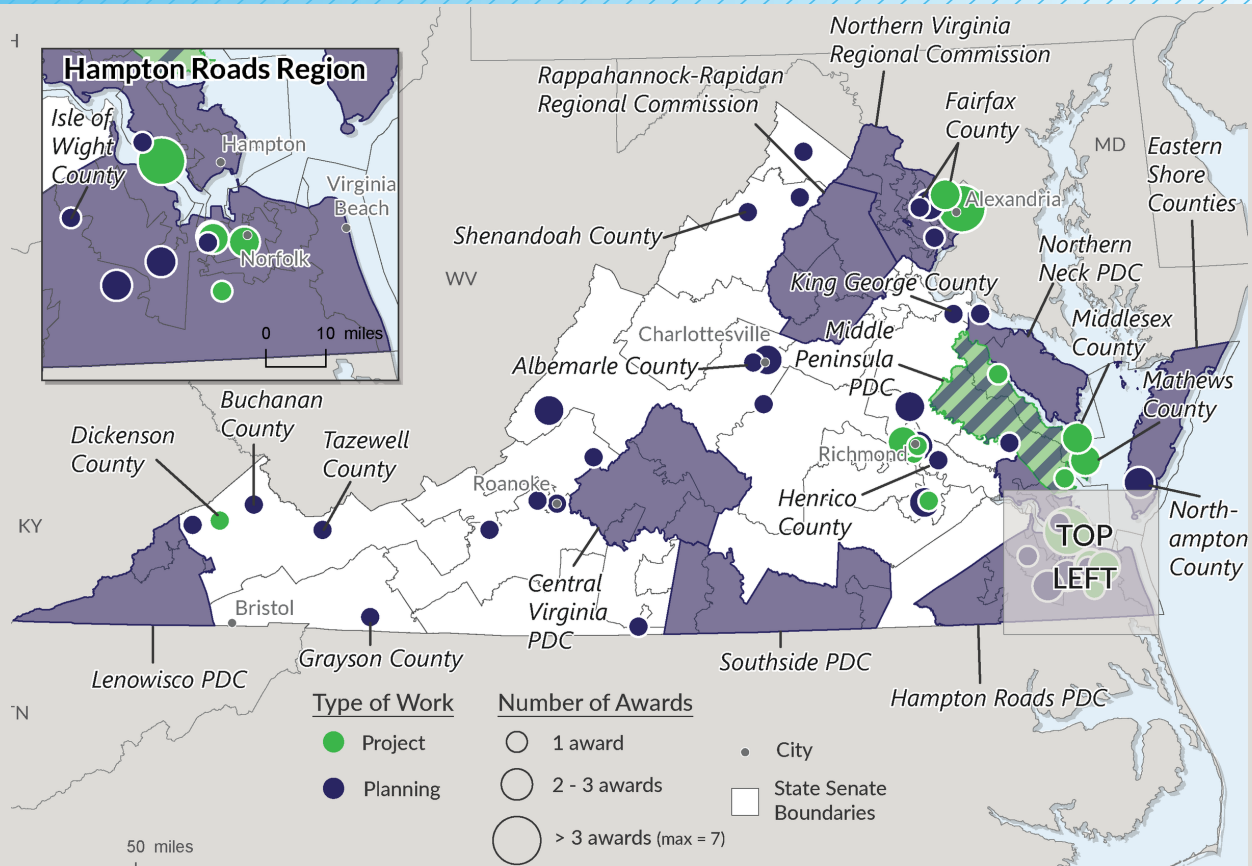 Hampton Roads Region
Isle of
Wight
County
Hampton
Virginia
Beach
Norfolk
0 10 miles
Northern Virginia
Regional Commission
Rappahannock-Rapidan
Regional Commission
Fairfax
County
MD
Eastern
Shore
Counties
Alexandria
Shenandoah County
Northern
Neck PDC
WV
King George County
Middlesex
County
Charlottesville
Middle
Peninsula
PDC
Albemarle County
Mathews
County
Buchanan
County
Dickenson
County
Tazewell
County
Richmond
Roanoke
Henrico
County
KY
North-
ampton
County
TOP
LEFT
Central
Virginia
PDC
Bristol
Grayson County
Lenowisco PDC
Southside PDC
Hampton Roads PDC
TN
Type of Work
Project
Planning
Number of Awards
1 award
2 - 3 awards
> 3 awards (max = 7)
City
State Senate
Boundaries
50 miles